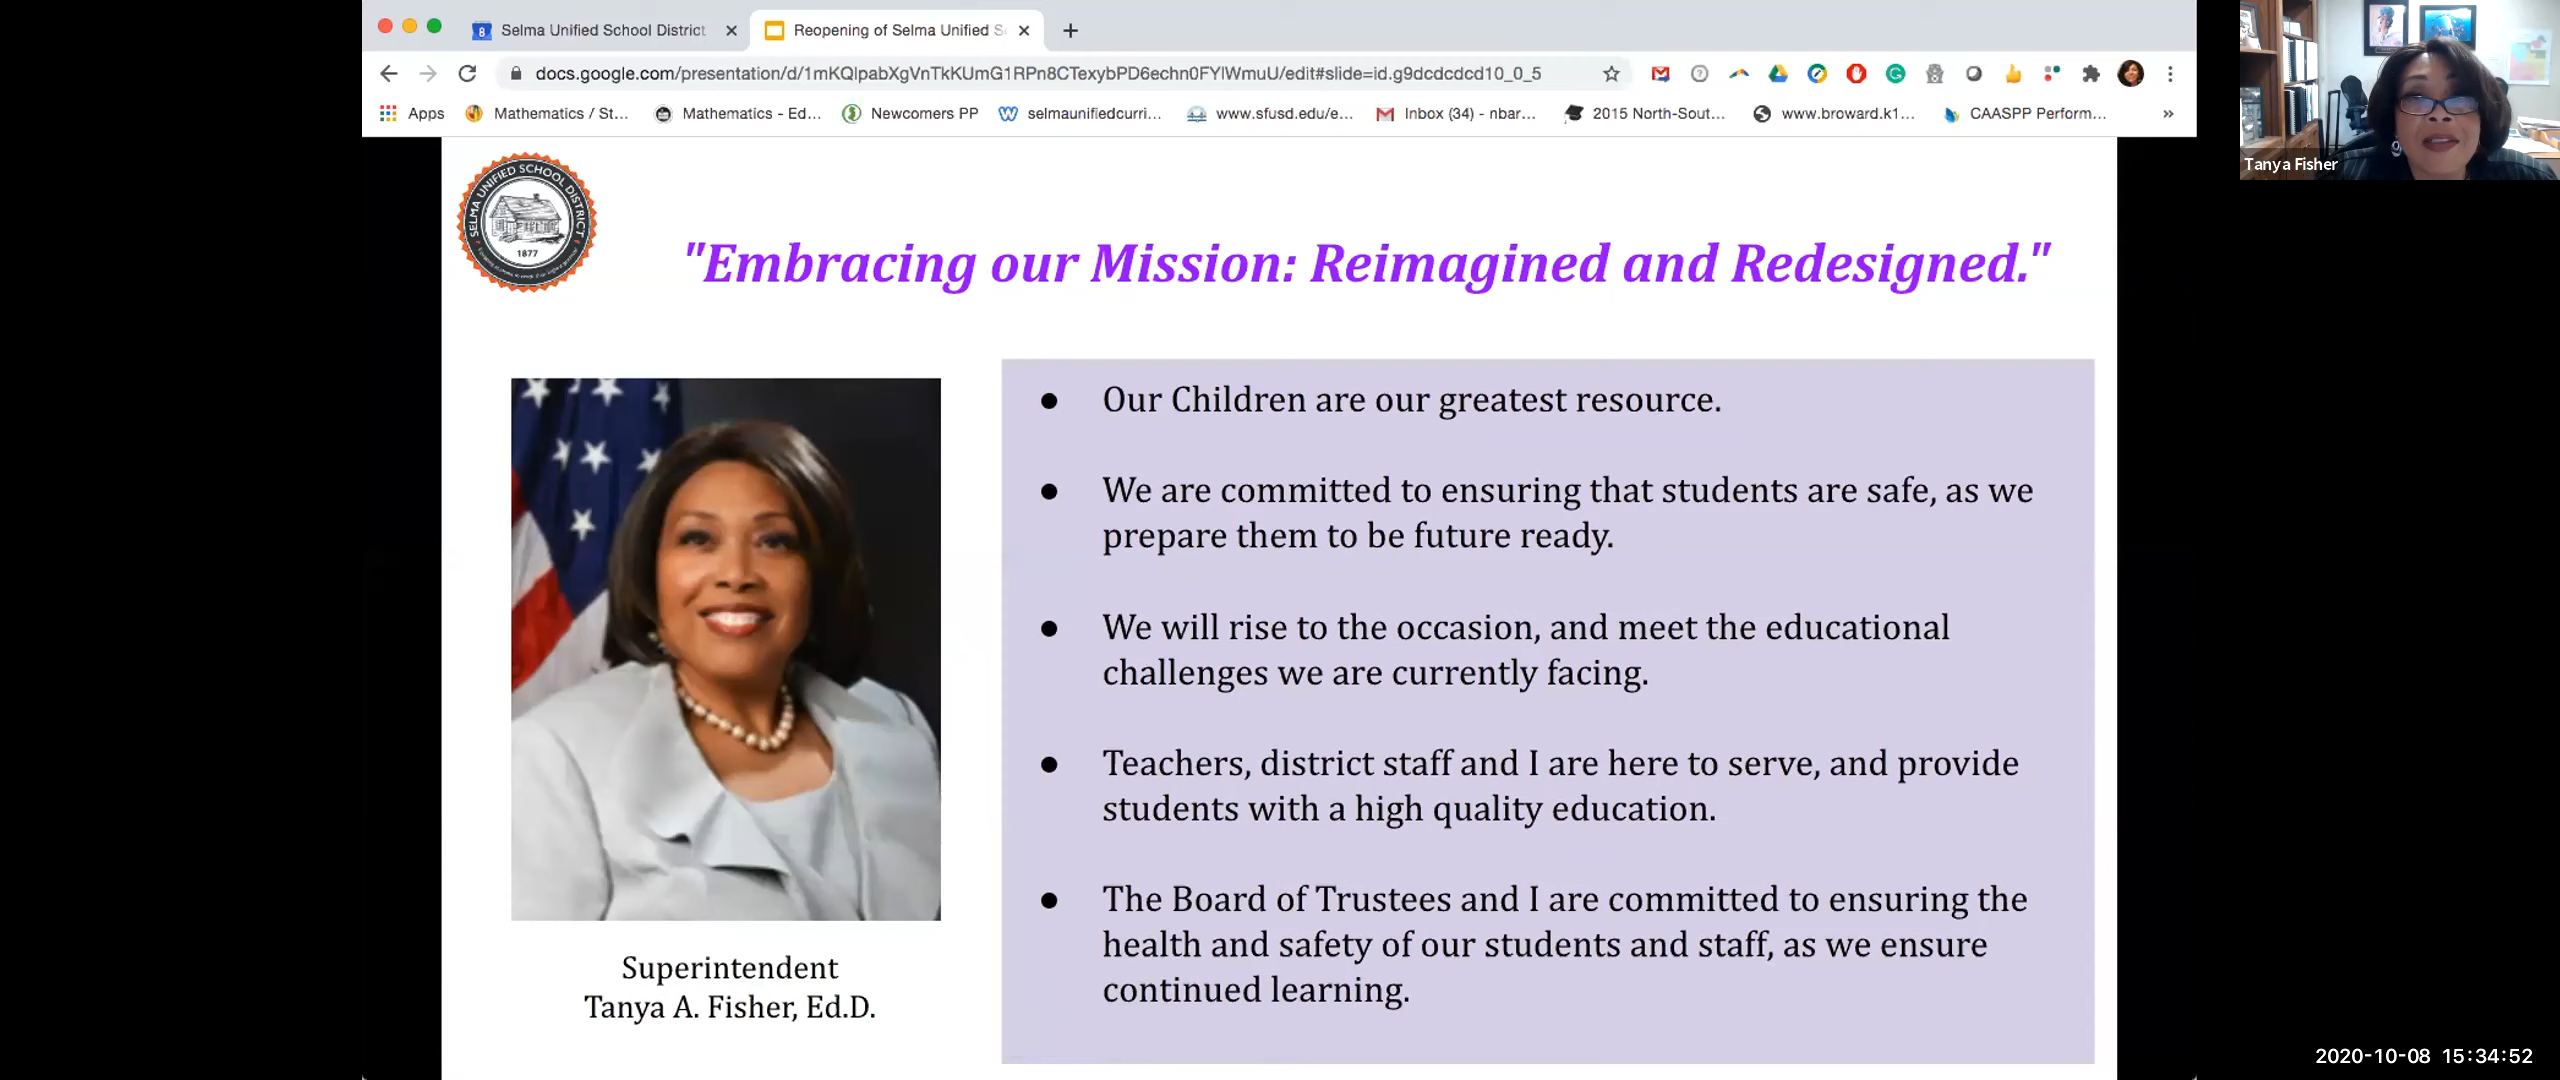 Selma Unified School District
Reopening of Selma Unified S
docs.google.com/presentation/d/1mKQlpabXgVnTkKUmG1RPn8CTexybPD6echn0FYlWmuU/edit#slide=id.g9dcdcdcd10_0_5
Apps
Mathematics / St...
Mathematics - Ed...
Newcomers PP
selmaunifiedcurri...
www.sfusd.edu/e...
Inbox (34) - nbar...
2015 North-Sout...
www.broward.k1...
CAASPP Perform...
»
Tanya Fisher
SELMA UNIFIED SCHOOL DISTRICT
1877
"Embracing our Mission: Reimagined and Redesigned."
● Our Children are our greatest resource.
● We are committed to ensuring that students are safe, as we
prepare them to be future ready.
● We will rise to the occasion, and meet the educational
challenges we are currently facing.
● Teachers, district staff and I are here to serve, and provide
students with a high quality education.
● The Board of Trustees and I are committed to ensuring the
health and safety of our students and staff, as we ensure
continued learning.
Superintendent
Tanya A. Fisher, Ed.D.
2020-10-08 15:34:52